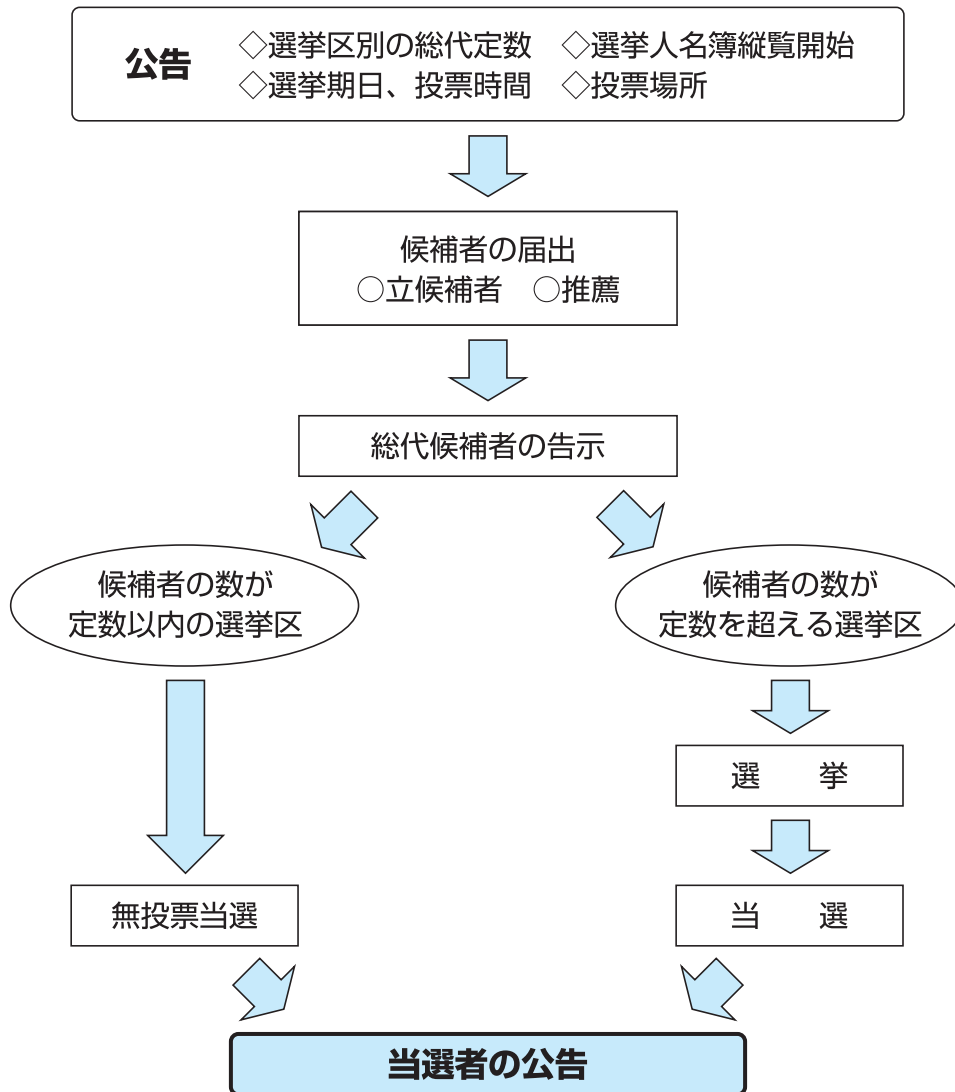 公告
◇選挙区別の総代定数　◇選挙人名簿縦覧開始
◇選挙期日、投票時間　◇投票場所
候補者の届出
○立候補者　○推薦
総代候補者の告示
候補者の数が
定数以内の選挙区
候補者の数が
定数を超える選挙区
選　　挙
無投票当選
当　　選
当選者の公告